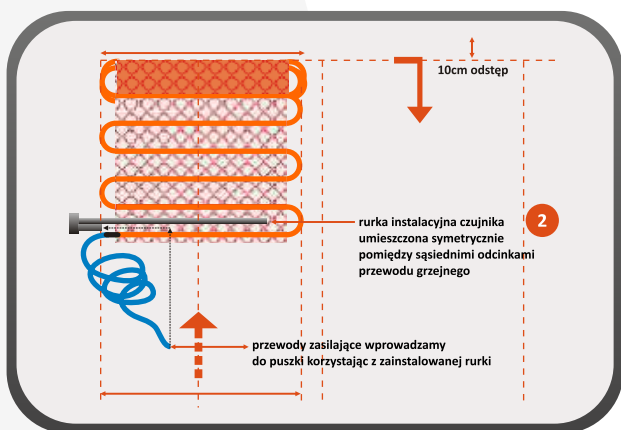 10cm odstęp
rurka instalacyjna czujnika
umieszczona symetrycznie
pomiędzy sąsiednimi odcinkami
przewodu grzejnego
2
przewody zasilające wprowadzamy
do puszki korzystając z zainstalowanej rurki